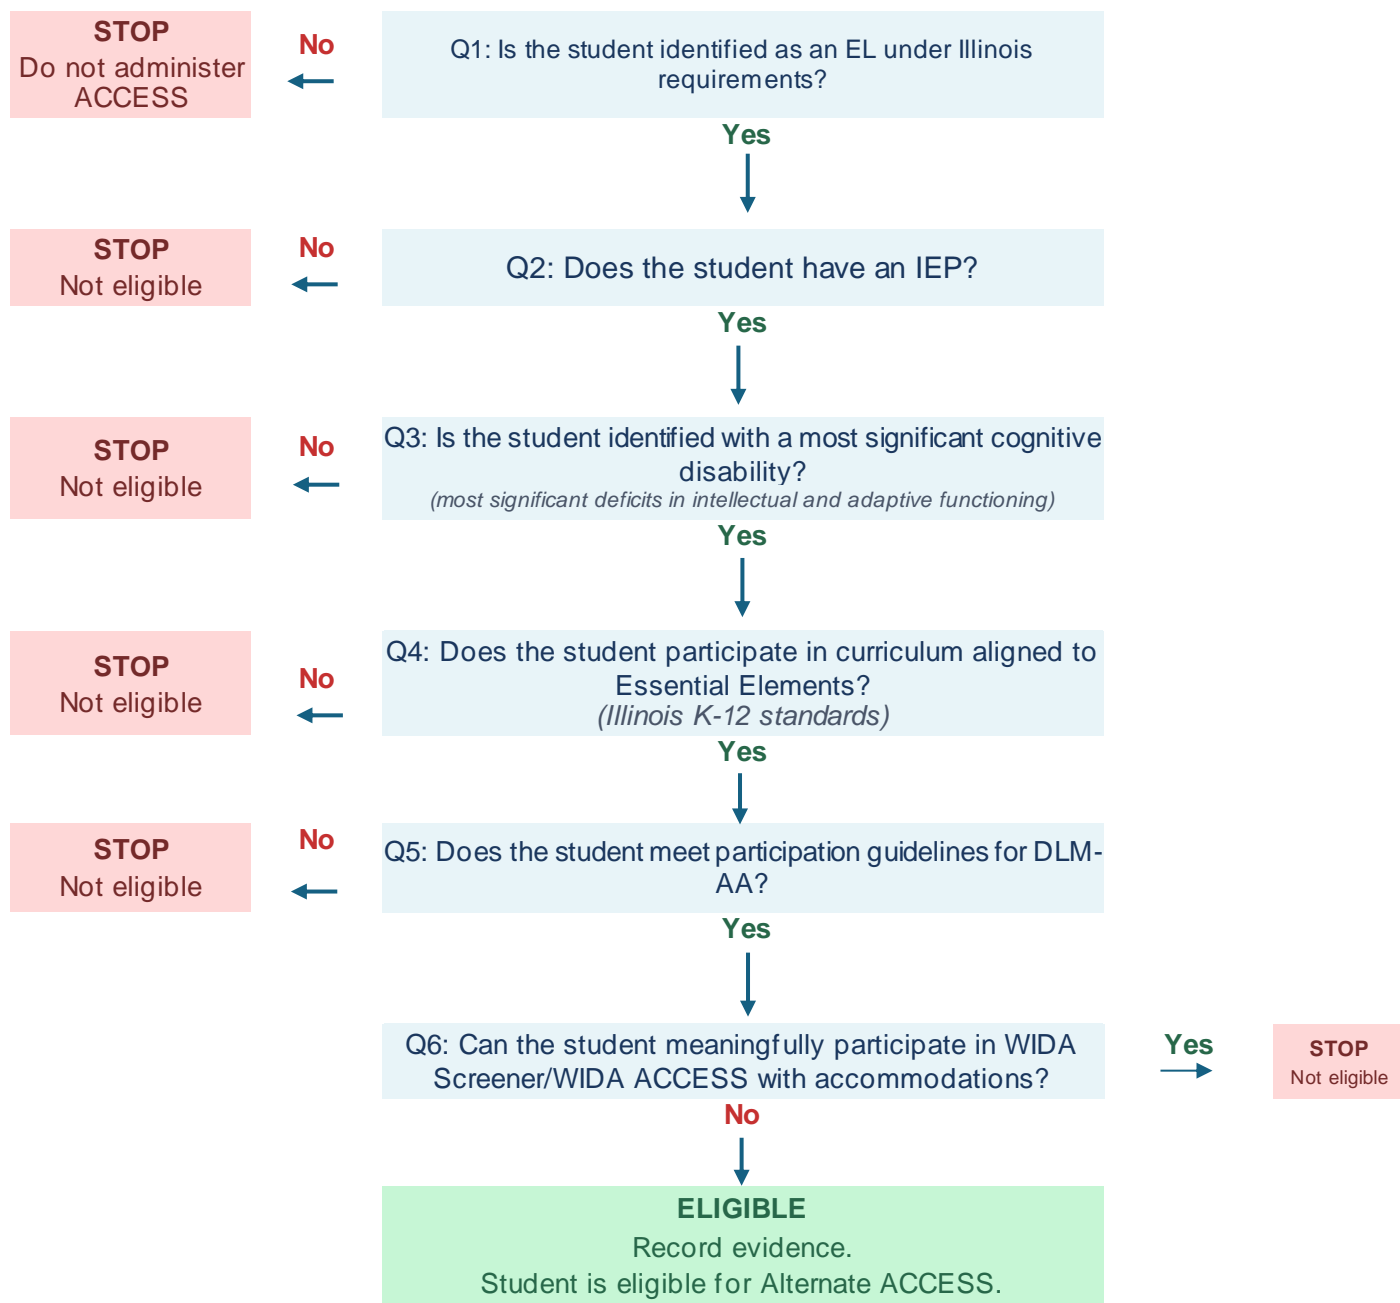 STOP
Do not administer
ACCESS
No
Q1: Is the student identified as an EL under Illinois
requirements?
Yes
STOP
Not eligible
No
Q2: Does the student have an IEP?
Yes
STOP
Not eligible
No
Q3: Is the student identified with a most significant cognitive
disability?
(most significant deficits in intellectual and adaptive functioning)
Yes
STOP
Not eligible
No
Q4: Does the student participate in curriculum aligned to
Essential Elements?
(Illinois K-12 standards)
Yes
STOP
Not eligible
No
Q5: Does the student meet participation guidelines for DLM-
AA?
Yes
Q6: Can the student meaningfully participate in WIDA
Screener/WIDA ACCESS with accommodations?
Yes
STOP
Not eligible
No
ELIGIBLE
Record evidence.
Student is eligible for Alternate ACCESS.